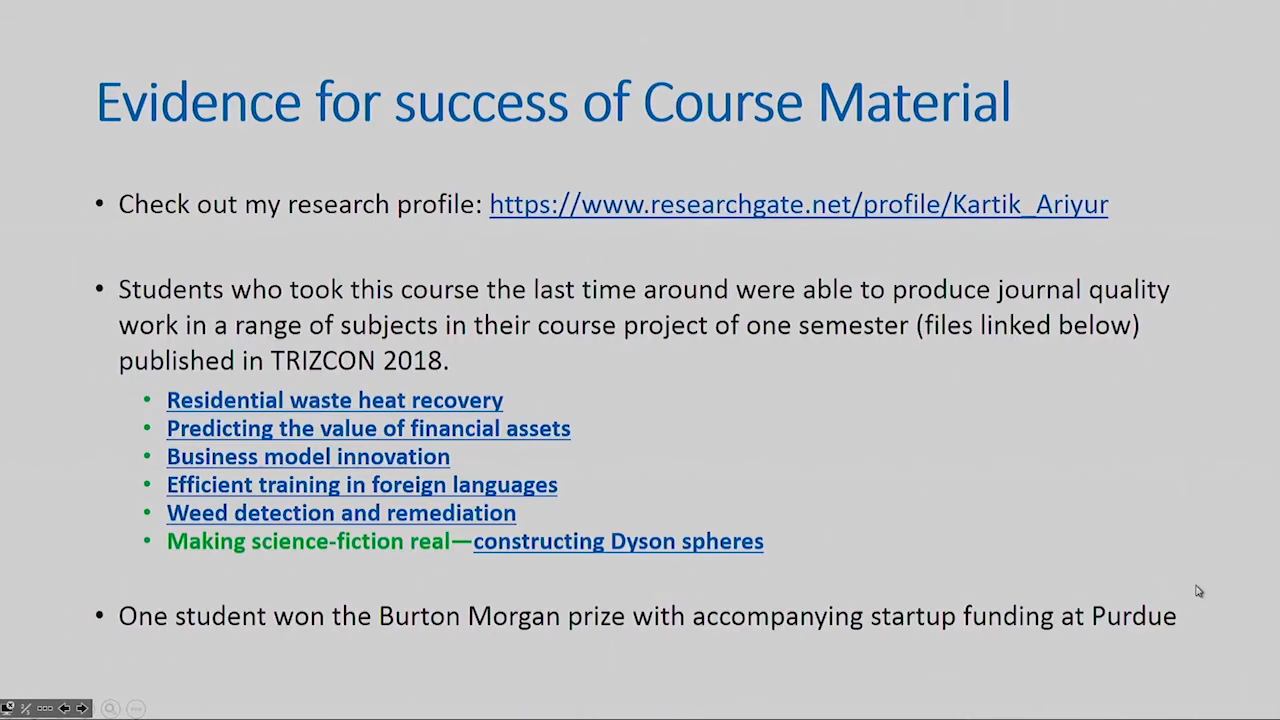 Evidence for success of Course Material
• Check out my research profile: https://www.researchgate.net/profile/Kartik_Ariyur
• Students who took this course the last time around were able to produce journal quality
work in a range of subjects in their course project of one semester (files linked below)
published in TRIZCON 2018.
• Residential waste heat recovery
• Predicting the value of financial assets
• Business model innovation
• Efficient training in foreign languages
• Weed detection and remediation
• Making science-fiction real—constructing Dyson spheres
• One student won the Burton Morgan prize with accompanying startup funding at Purdue